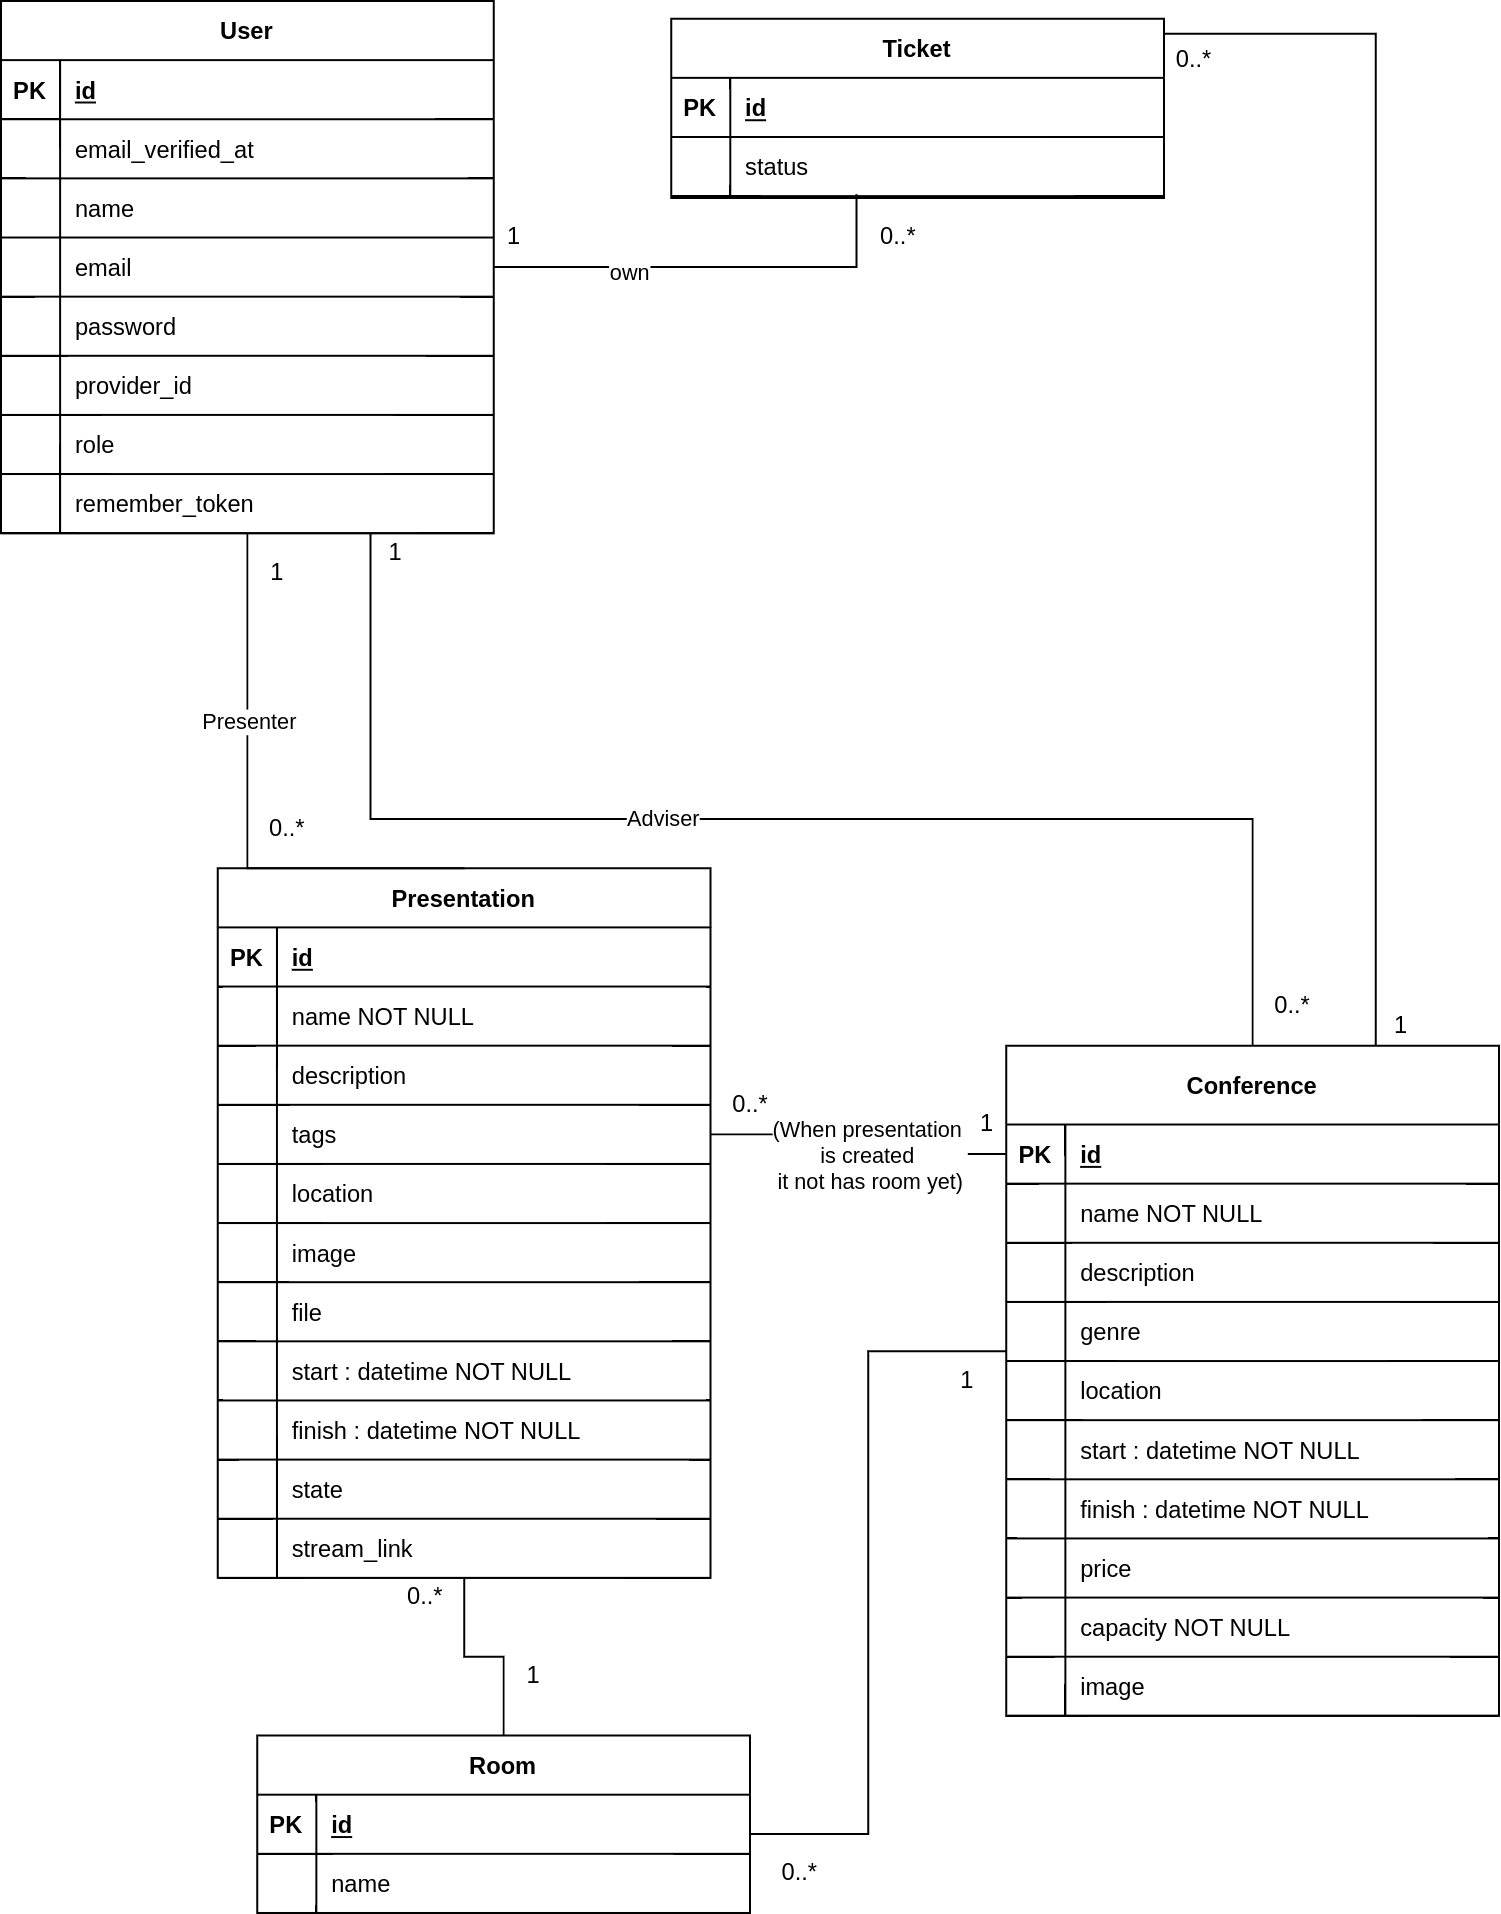 User
PK id
email_verified_at
name
email
password
provider_id
role
remember_token
Ticket
PK id
status
0..*
1
own
0..*
1
1
Presenter
0..*
Adviser
0..*
1
Presentation
PK id
name NOT NULL
description
tags
location
image
file
start : datetime NOT NULL
finish : datetime NOT NULL
state
stream_link
0..*
(When presentation
is created
it not has room yet)
1
Conference
PK id
name NOT NULL
description
genre
location
start : datetime NOT NULL
finish : datetime NOT NULL
price
capacity NOT NULL
image
1
0..*
1
Room
PK id
name
0..*